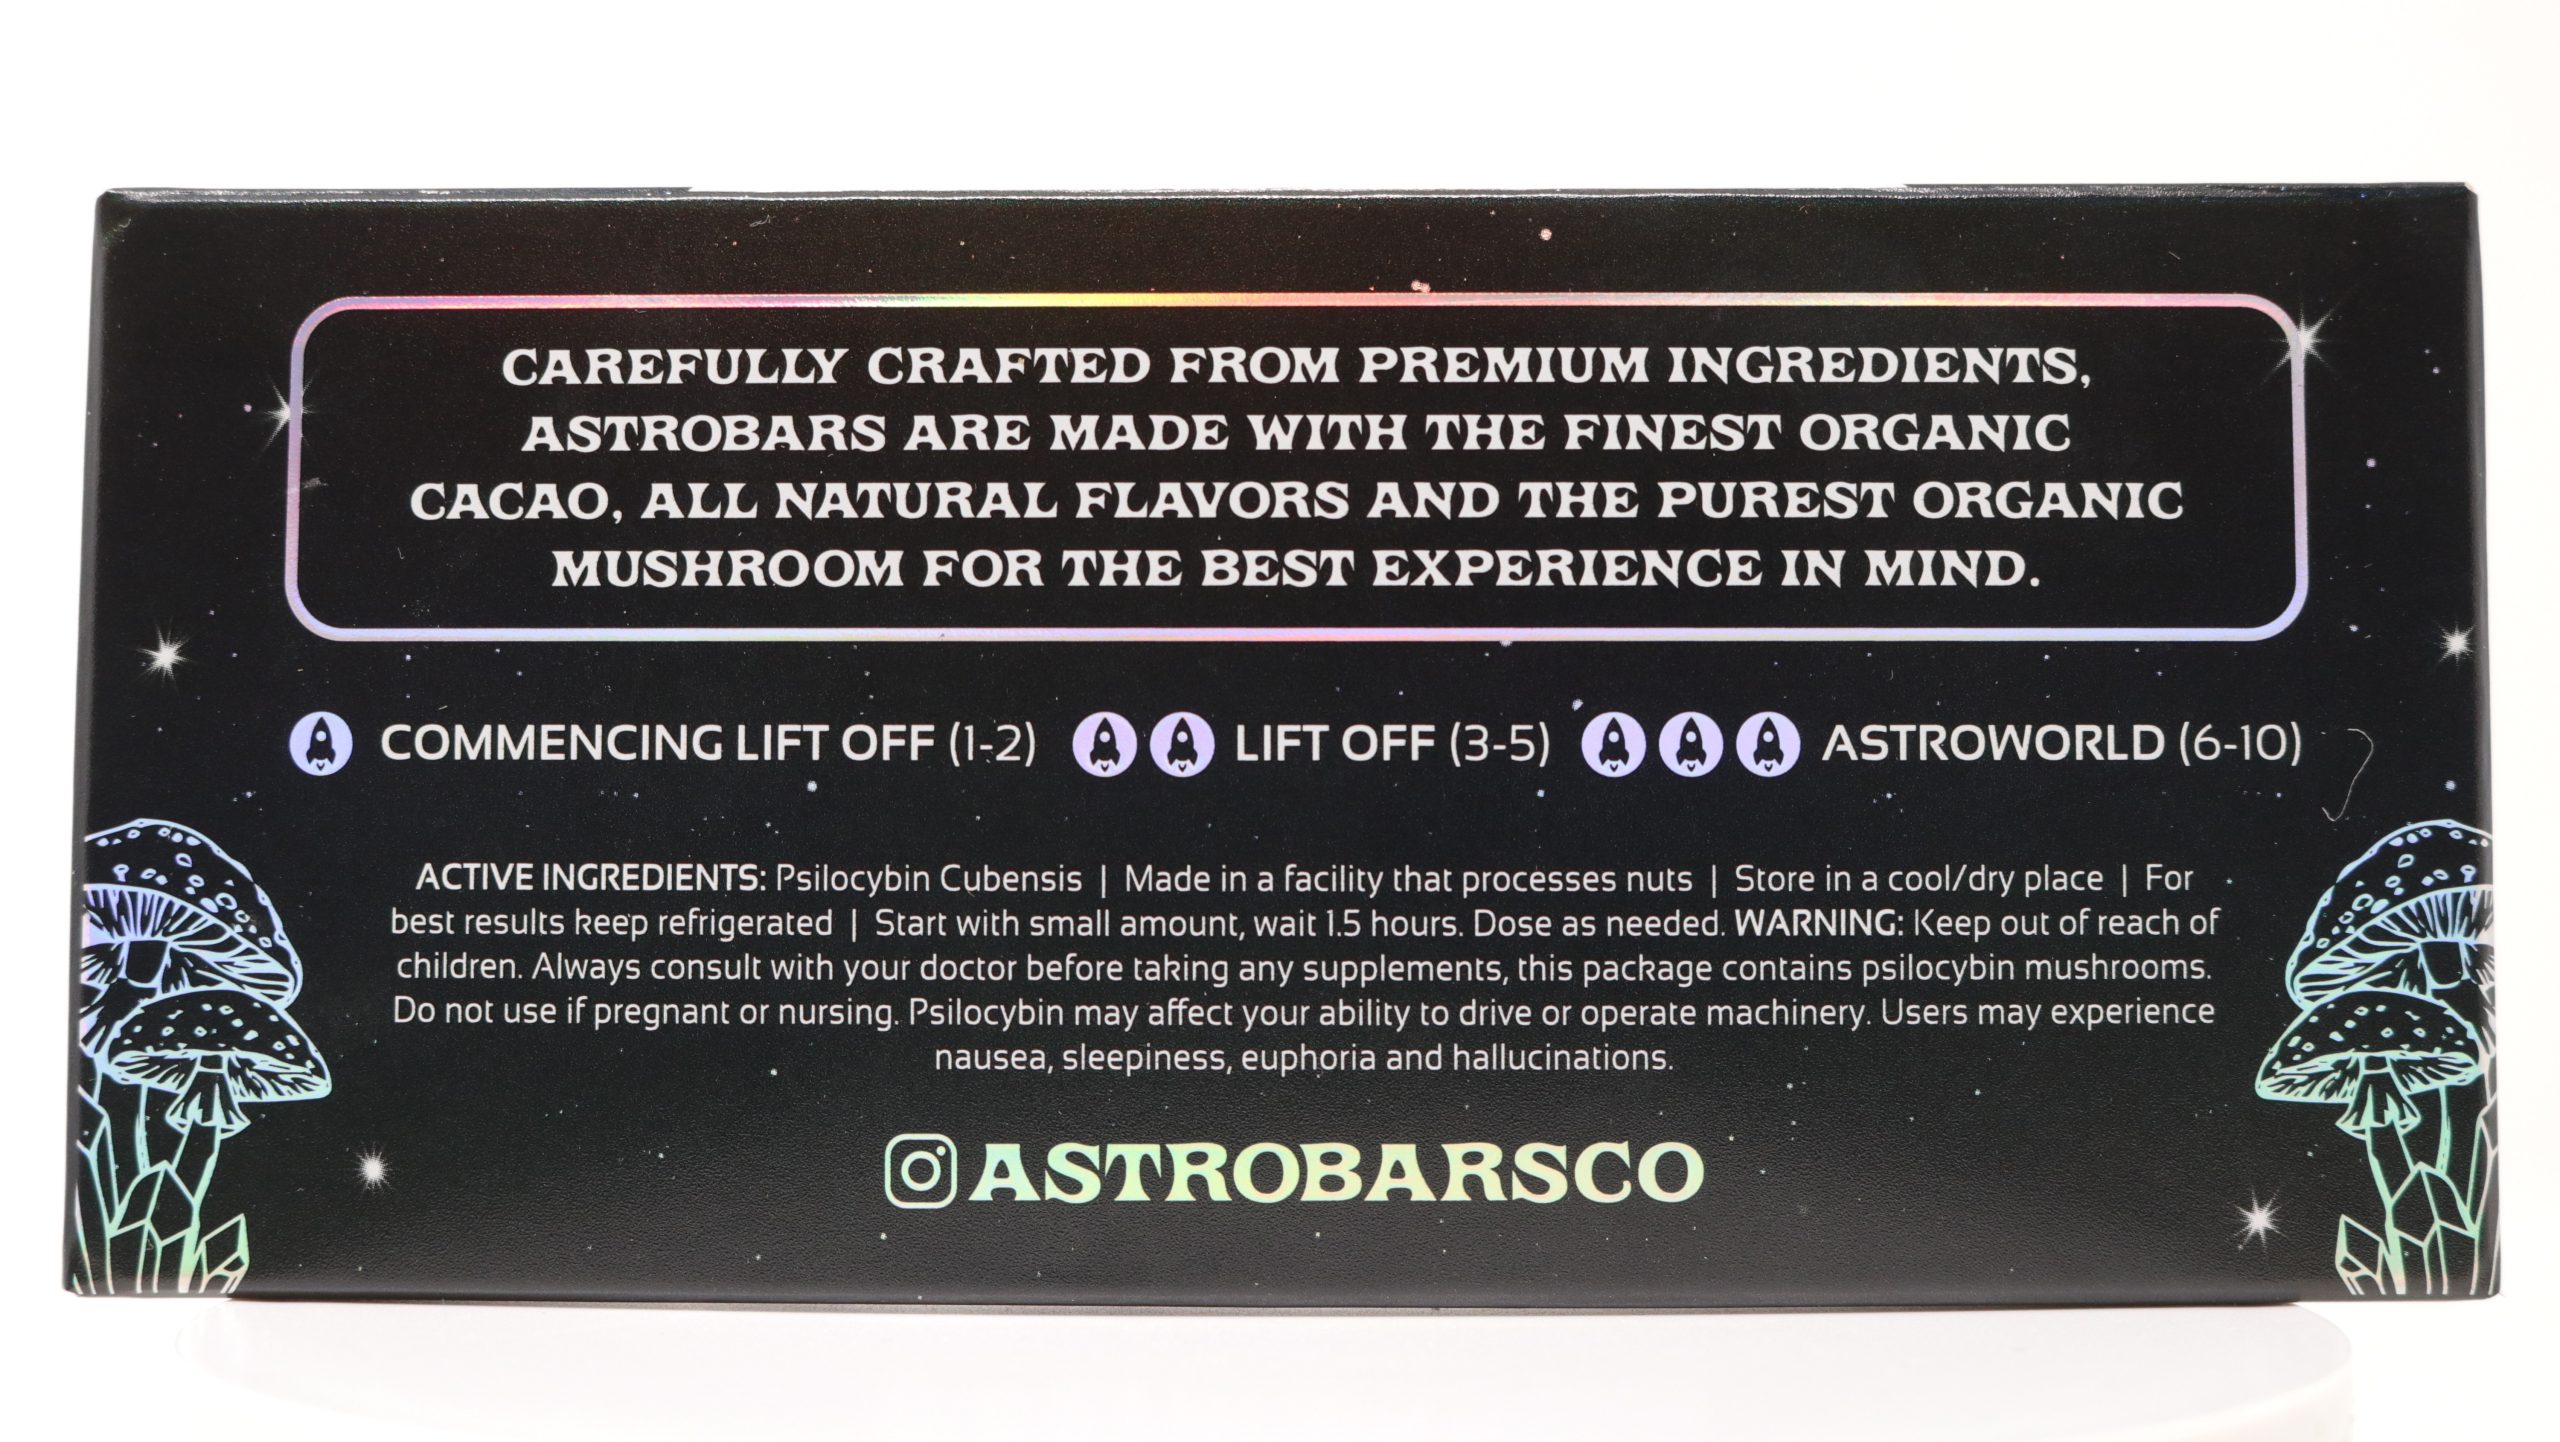 CAREFULLY CRAFTED FROM PREMIUM INGREDIENTS,
ASTROBARS ARE MADE WITH THE FINEST ORGANIC
CACAO, ALL NATURAL FLAVORS AND THE PUREST ORGANIC
MUSHROOM FOR THE BEST EXPERIENCE IN MIND.
COMMENCING LIFT OFF (1-2) LIFT OFF (3-5) ASTROWORLD (6-10)
ACTIVE INGREDIENTS: Psilocybin Cubensis | Made in a facility that processes nuts | Store in a cool/dry place | For
best results keep refrigerated | Start with small amount, wait 1.5 hours. Dose as needed. WARNING: Keep out of reach of
children. Always consult with your doctor before taking any supplements, this package contains psilocybin mushrooms.
Do not use if pregnant or nursing. Psilocybin may affect your ability to drive or operate machinery. Users may experience
nausea, sleepiness, euphoria and hallucinations.
ASTROBARSCO